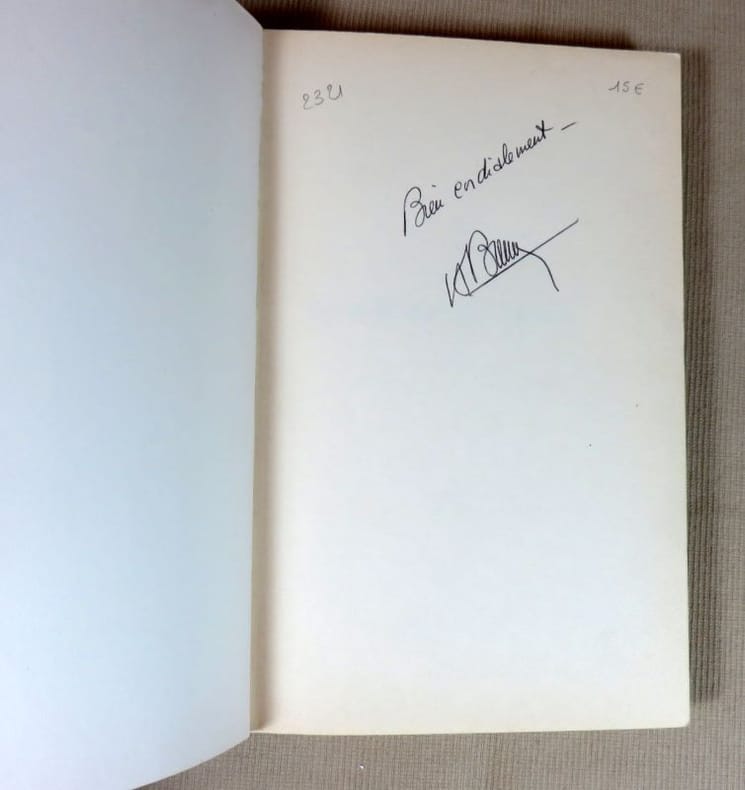 2321
15€
Bien cordialement –